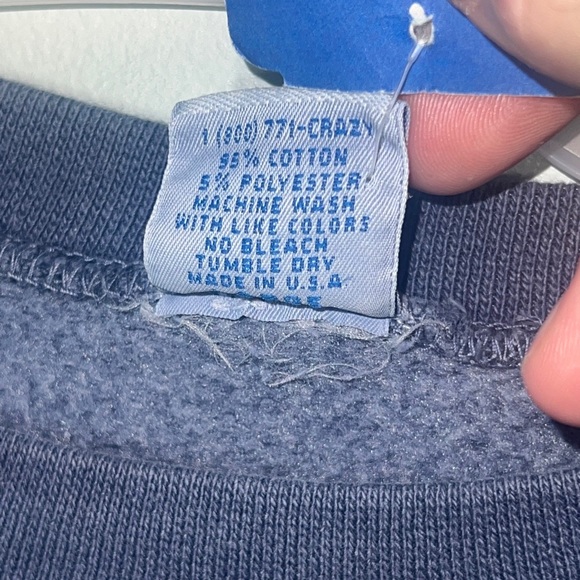 1 (800) 771-CRAZY
95% COTTON
5% POLYESTER
MACHINE WASH
WITH LIKE COLORS
NO BLEACH
TUMBLE DRY
MADE IN U.S.A